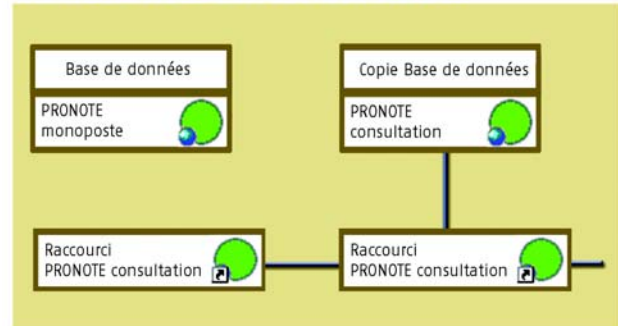 Base de données
PRONOTE
monoposte
Copie Base de données
PRONOTE
consultation
Raccourci
PRONOTE consultation
Raccourci
PRONOTE consultation